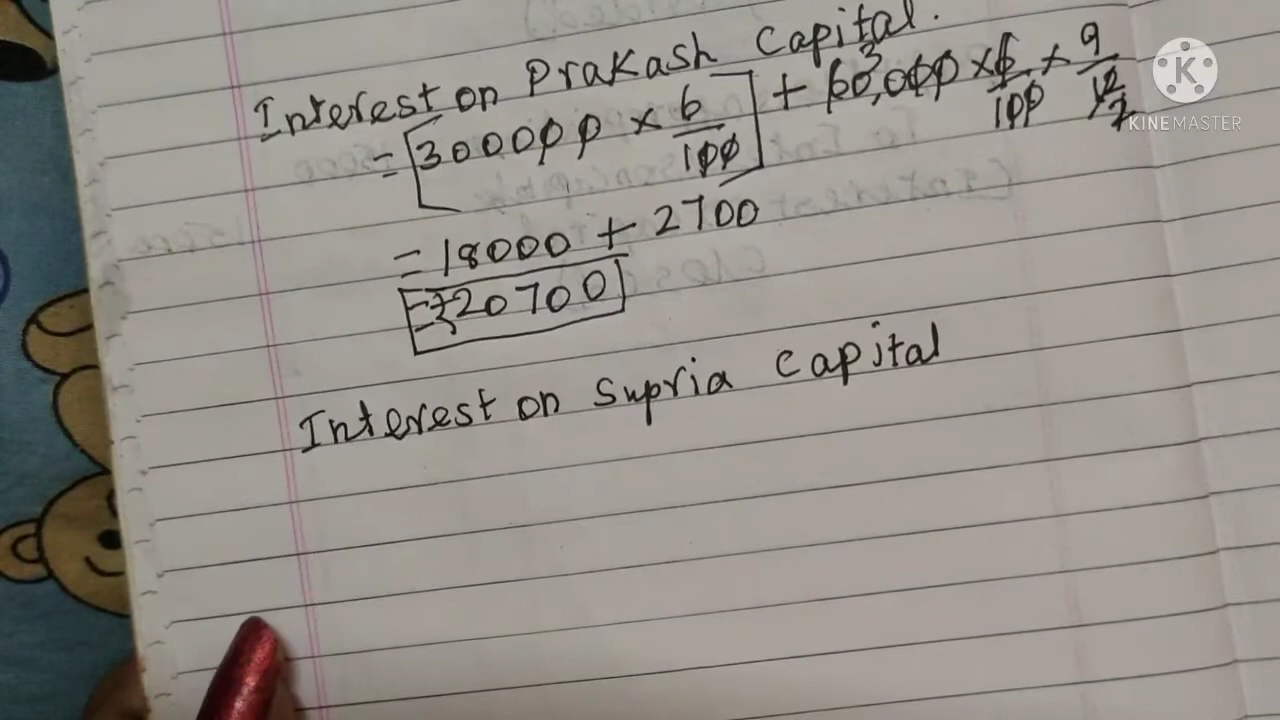 Interest on Prakash Capital.
= [300000 × 6/100] + 60,000 × 6/100 × 9/12
= 18000 + 2700
= ₹20700
Interest on Supria Capital
KINEMASTER